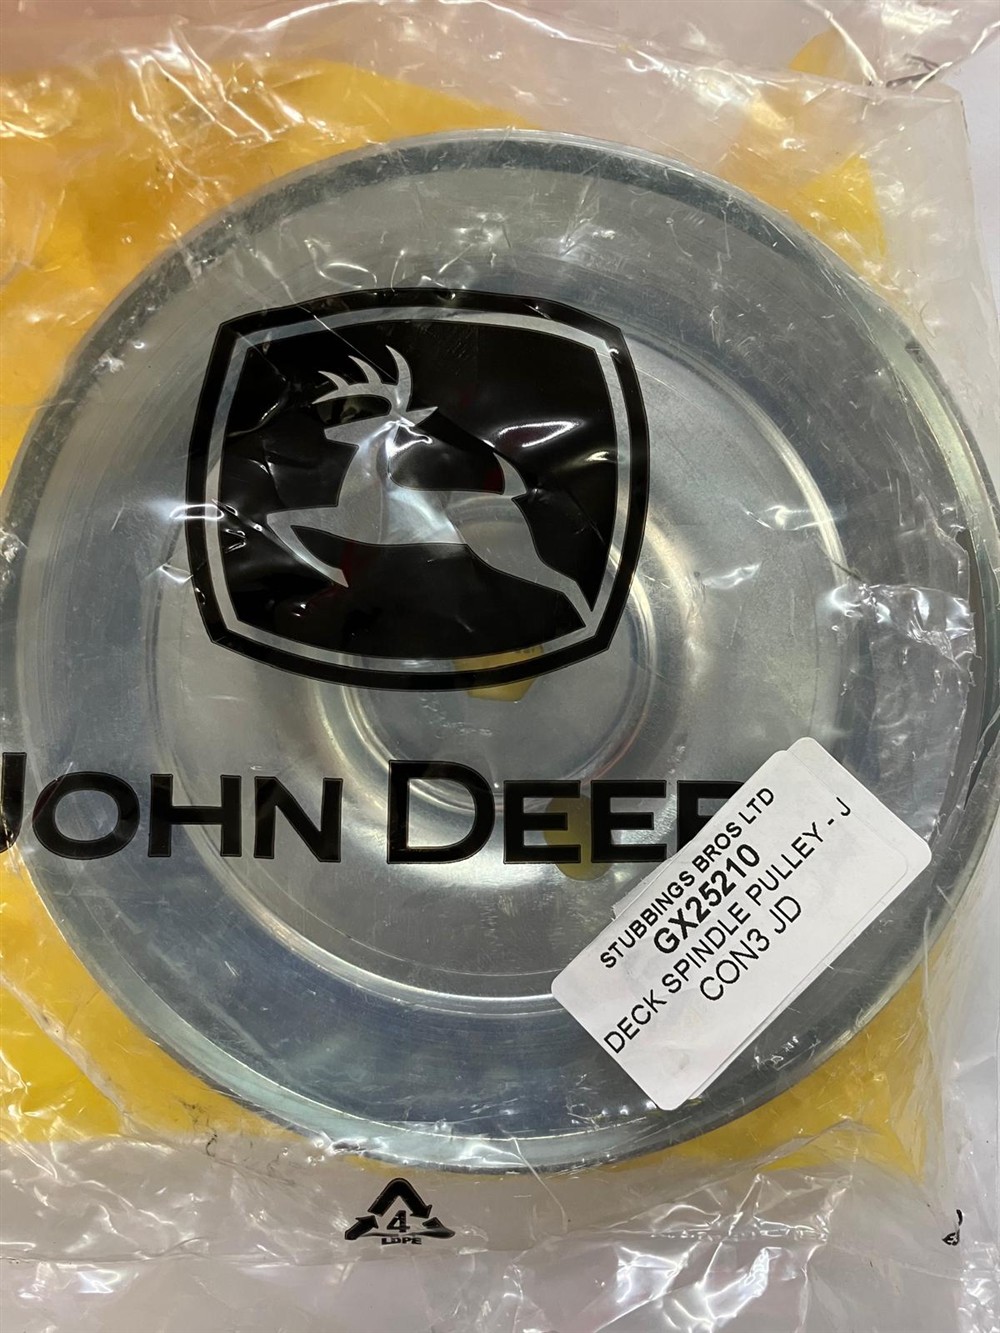 JOHN DEER
STUBBINGS BROS LTD
GX25210
DECK SPINDLE PULLEY - J
CON3 JD
4
LDPE